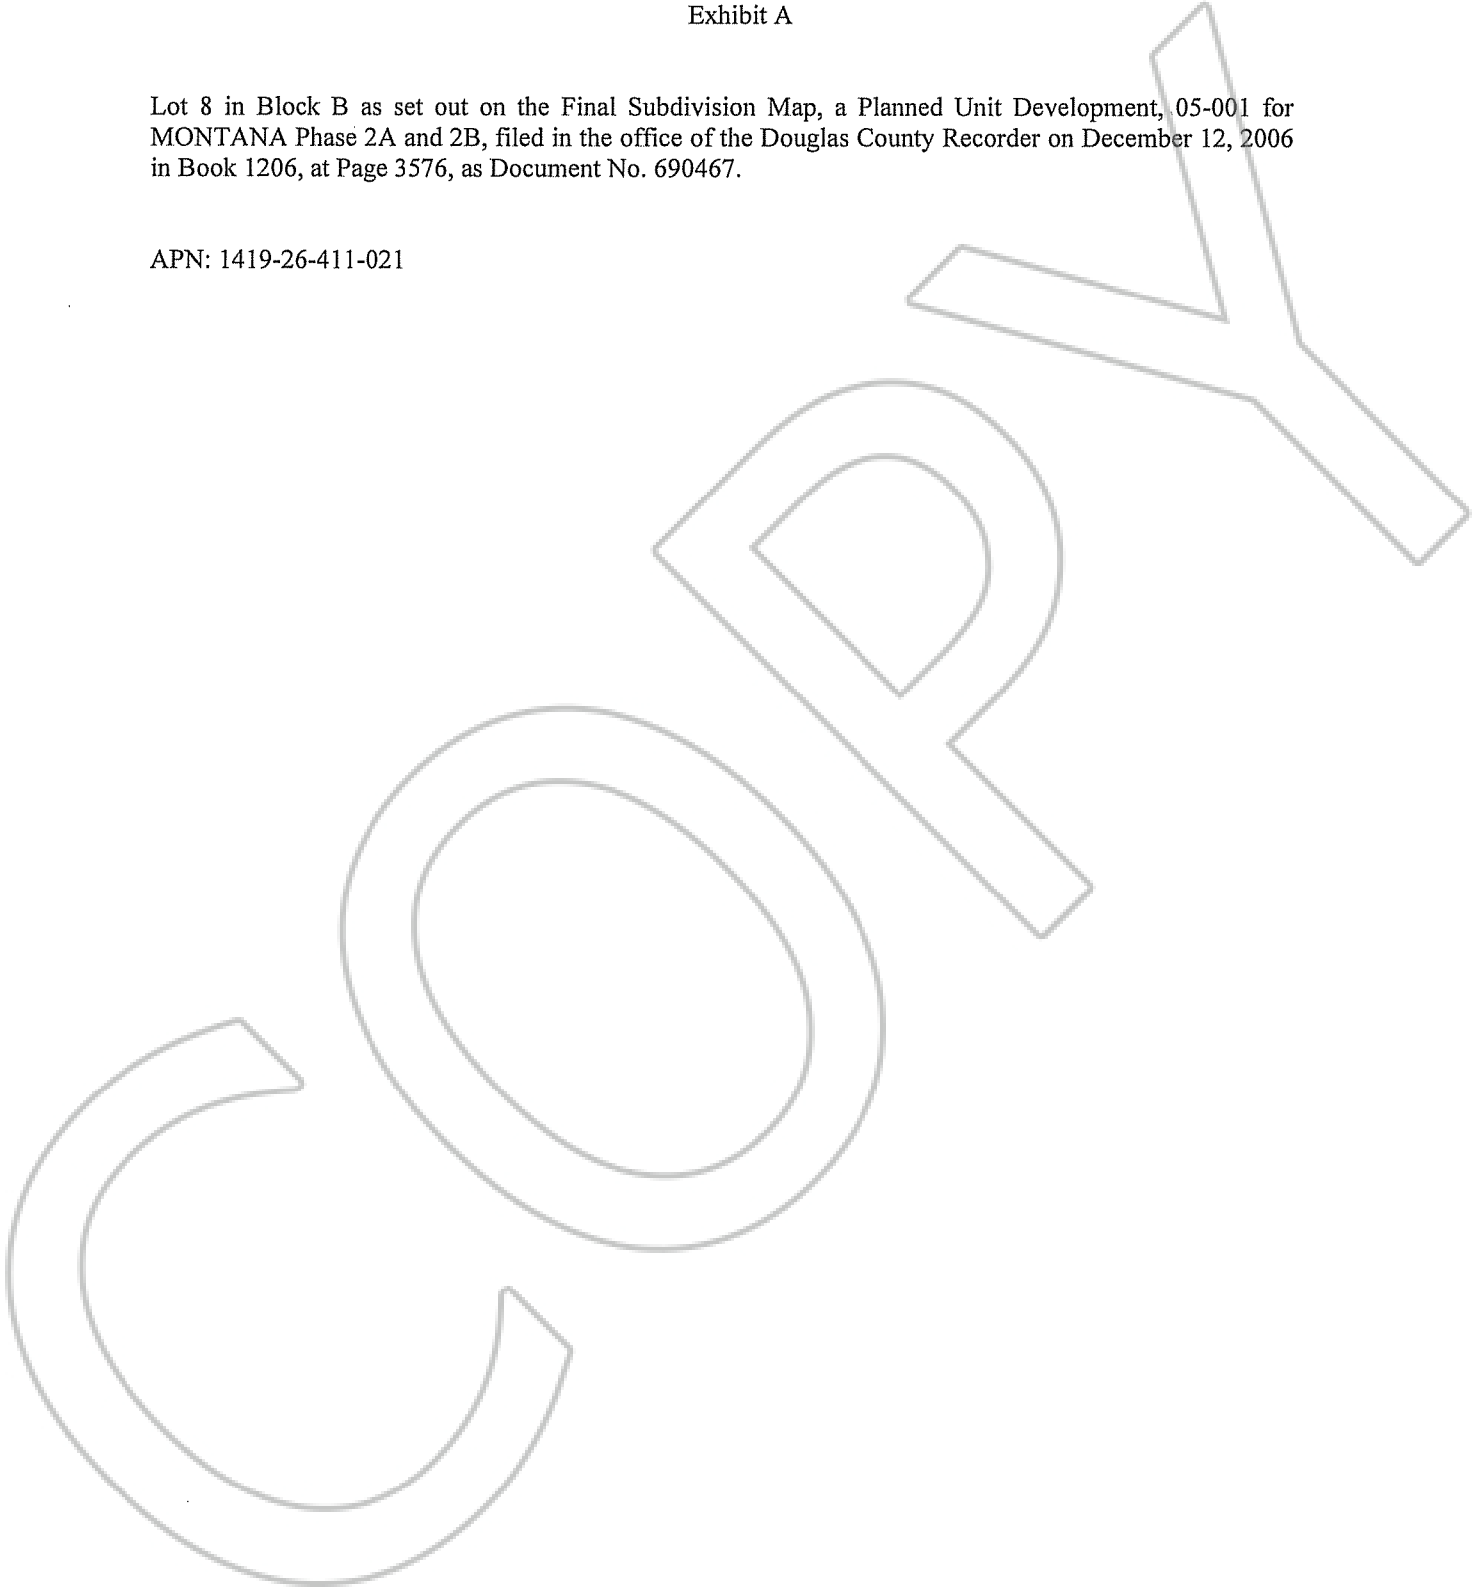 Exhibit A
Lot 8 in Block B as set out on the Final Subdivision Map, a Planned Unit Development, 05-001 for
MONTANA Phase 2A and 2B, filed in the office of the Douglas County Recorder on December 12, 2006
in Book 1206, at Page 3576, as Document No. 690467.
APN: 1419-26-411-021
COPY